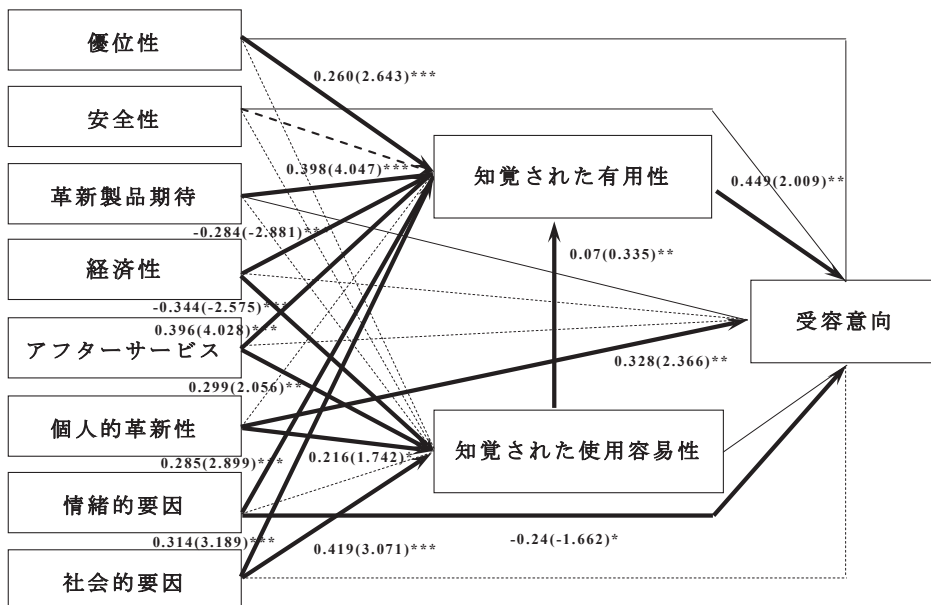 優位性
0.260(2.643)***
安全性
0.398(4.047)***
知覚された有用性
0.449(2.009)**
革新製品期待
-0.284(-2.881)***
0.07(0.335)**
経済性
-0.344(-2.575)***
受容意向
0.396(4.028)***
アフターサービス
0.328(2.366)**
0.299(2.056)**
個人的革新性
知覚された使用容易性
0.285(2.899)***
0.216(1.742)*
情緒的要因
-0.24(-1.662)*
0.314(3.189)***
0.419(3.071)***
社会的要因